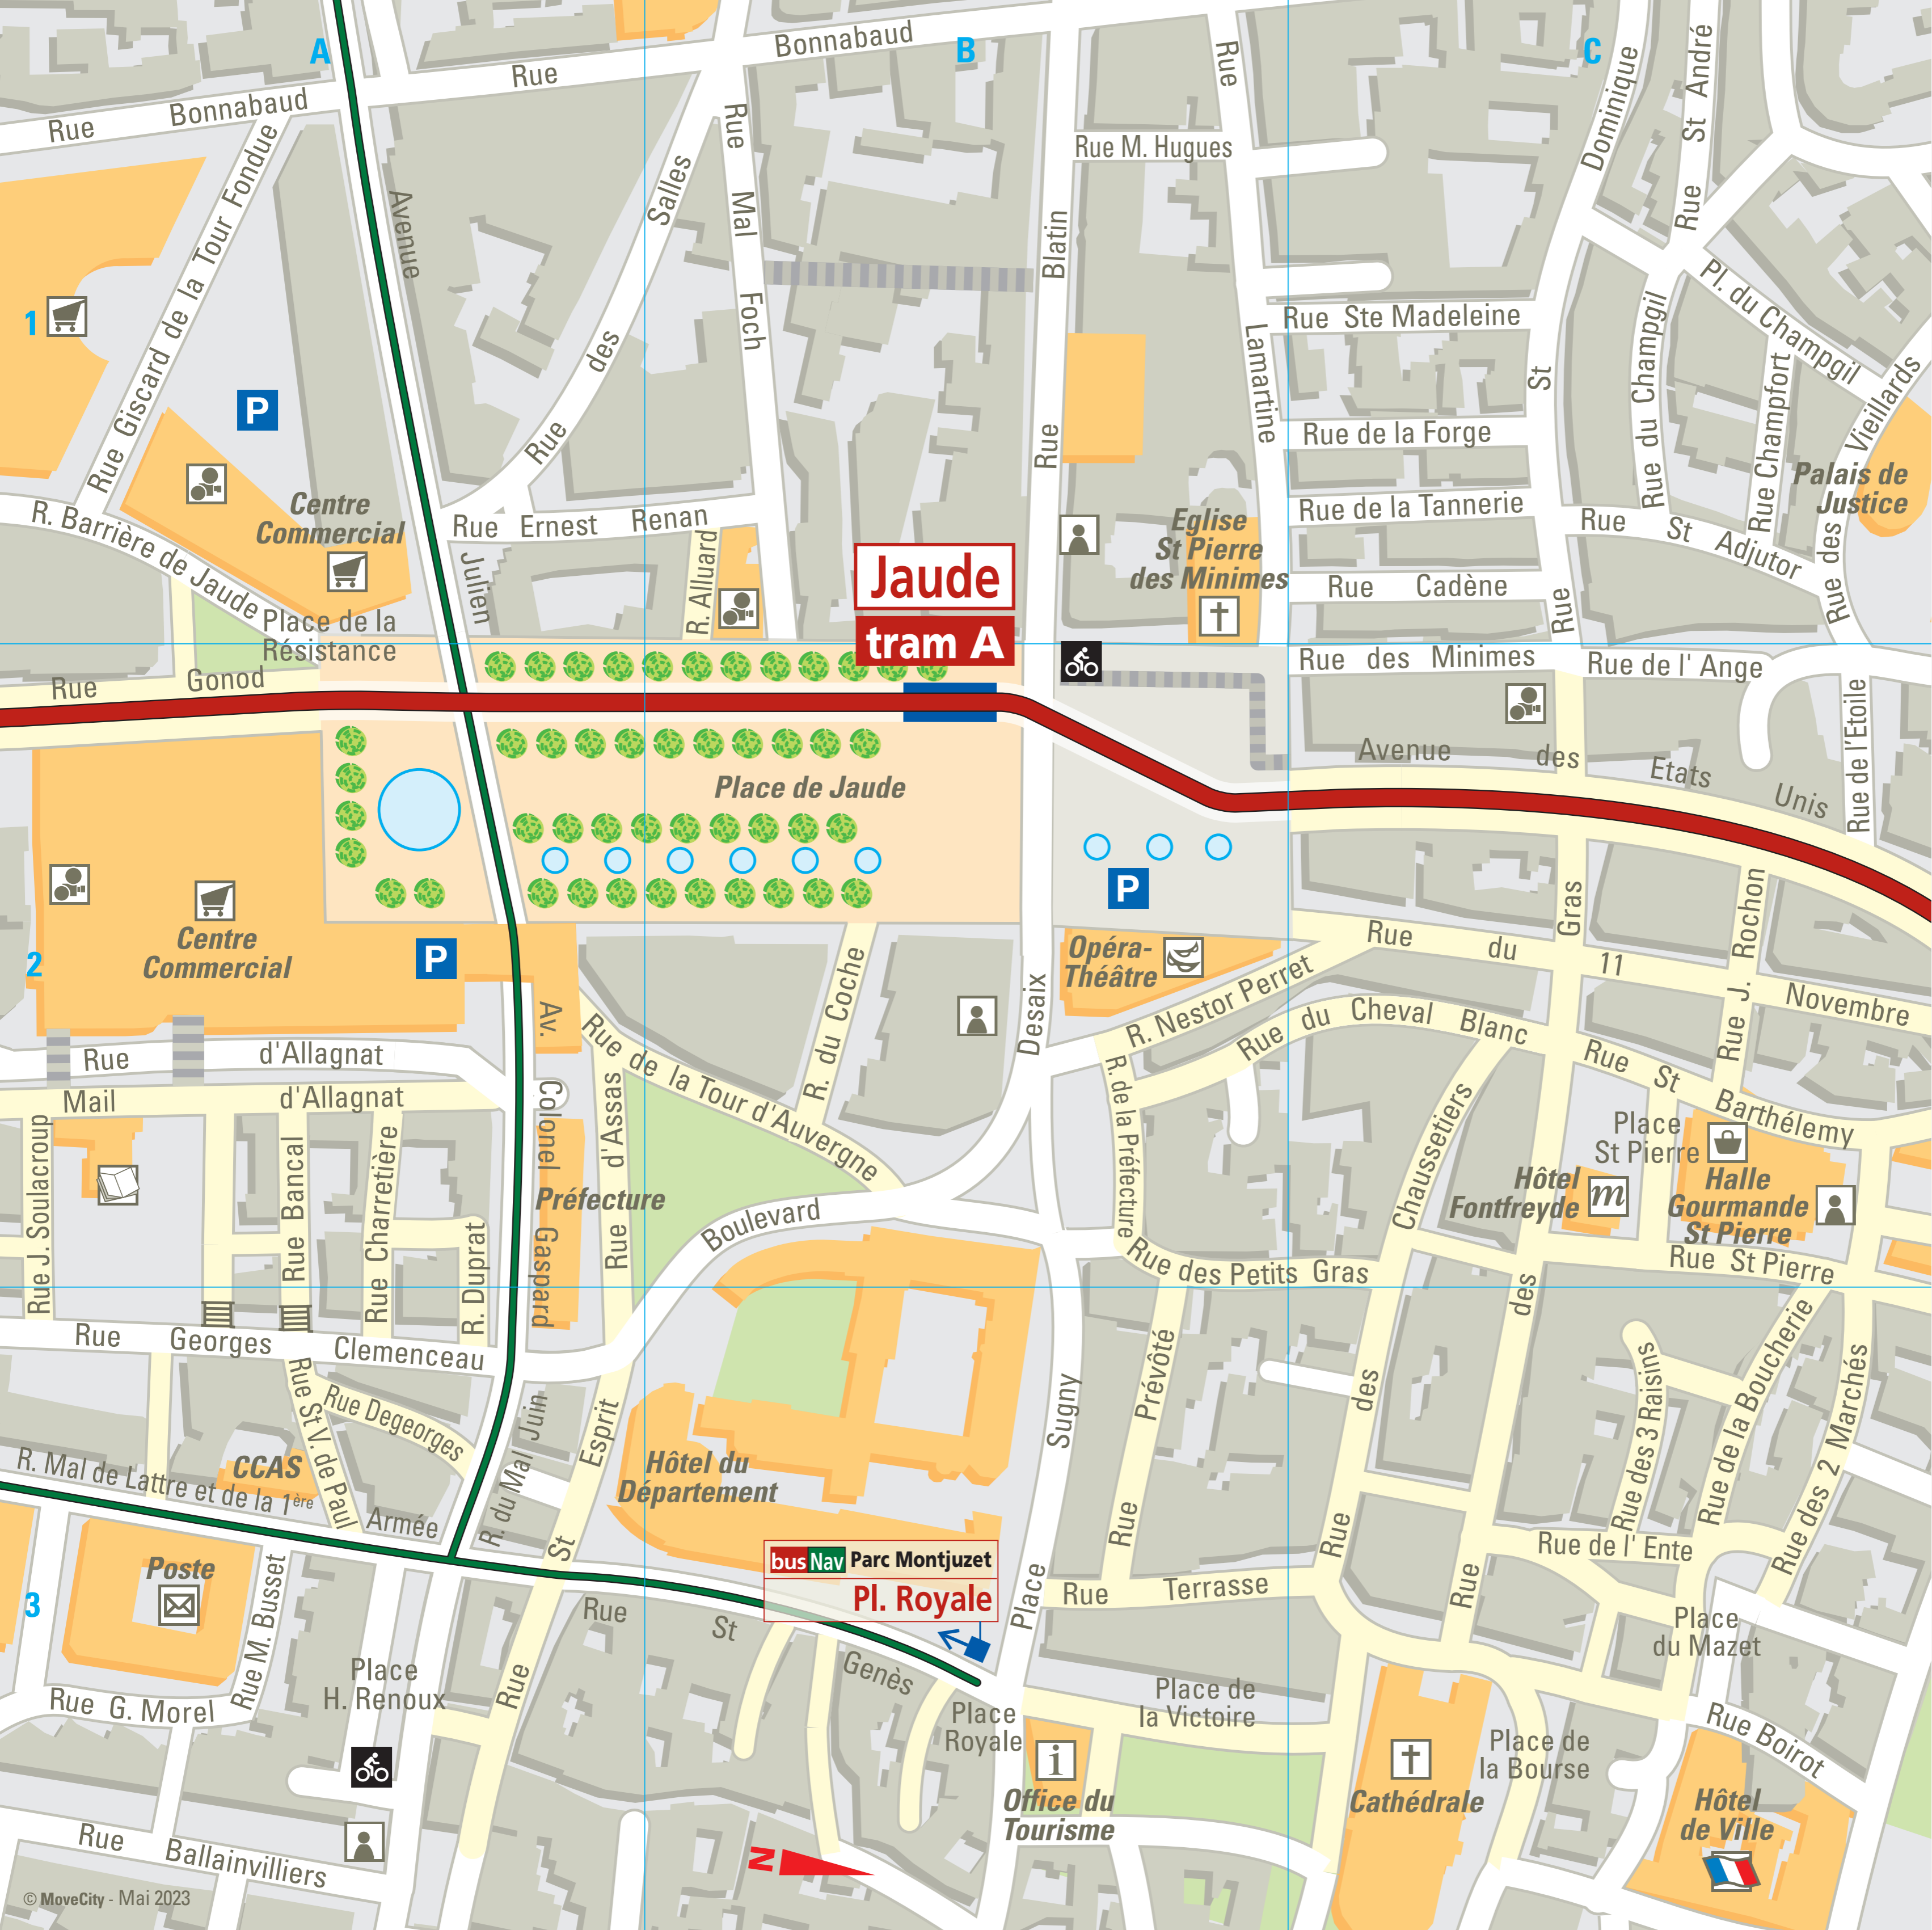 A
B
C
Rue Bonnabaud
Rue Bonnabaud
Rue Giscard de la Tour Fondue
Avenue Julien
Rue des Salles
Rue Mal Foch
Rue Blatin
Rue M. Hugues
Rue Lamartine
Rue St Dominique
Rue St André
Pl. du Champgil
Rue du Champgil
Rue Champfort
Rue des Vieillards
Rue Ste Madeleine
Rue de la Forge
Rue de la Tannerie
Rue Cadène
Rue St Adjutor
Palais de
Justice
1
P
Centre
Commercial
R. Barrière de Jaude
Rue Ernest Renan
R. Alluard
Eglise
St Pierre
des Minimes
Place de la
Résistance
Jaude
tram A
Rue Gonod
Rue des Minimes
Rue de l' Ange
Rue de l'Etoile
Avenue des Etats Unis
Place de Jaude
P
2
Centre
Commercial
P
Opéra-
Théâtre
R. Nestor Perret
Rue du 11 Novembre
Rue J. Rochon
Rue du Cheval Blanc
Rue St Barthélemy
Rue d'Allagnat
Mail d'Allagnat
Av. Colonel Gaspard
Rue de la Tour d'Auvergne
R. du Coche
Desaix
Boulevard
Rue d'Assas
Préfecture
R. de la Préfecture
Rue des Petits Gras
Rue des Chaussetiers
Rue des Gras
Place
St Pierre
Hôtel
Fontfreyde
m
Halle
Gourmande
St Pierre
Rue St Pierre
Rue J. Soulacroup
Rue Bancal
Rue Charretière
R. Duprat
Rue Georges Clemenceau
Rue St V. de Paul
Rue Degeorges
R. du Mal Juin
Rue St Esprit
CCAS
R. Mal de Lattre et de la 1ère Armée
Hôtel du
Département
Place Sugny
Rue Prévôté
Rue des 3 Raisins
Rue de la Boucherie
Rue des 2 Marchés
Rue de l' Ente
Rue Terrasse
bus Nav Parc Montjuzet
Pl. Royale
3
Poste
Rue M. Busset
Rue G. Morel
Place
H. Renoux
Rue St Genès
Place
Royale
Place de
la Victoire
i
Office du
Tourisme
Cathédrale
Place de
la Bourse
Place
du Mazet
Rue Boirot
Hôtel
de Ville
Rue Ballainvilliers
N
© MoveCity - Mai 2023